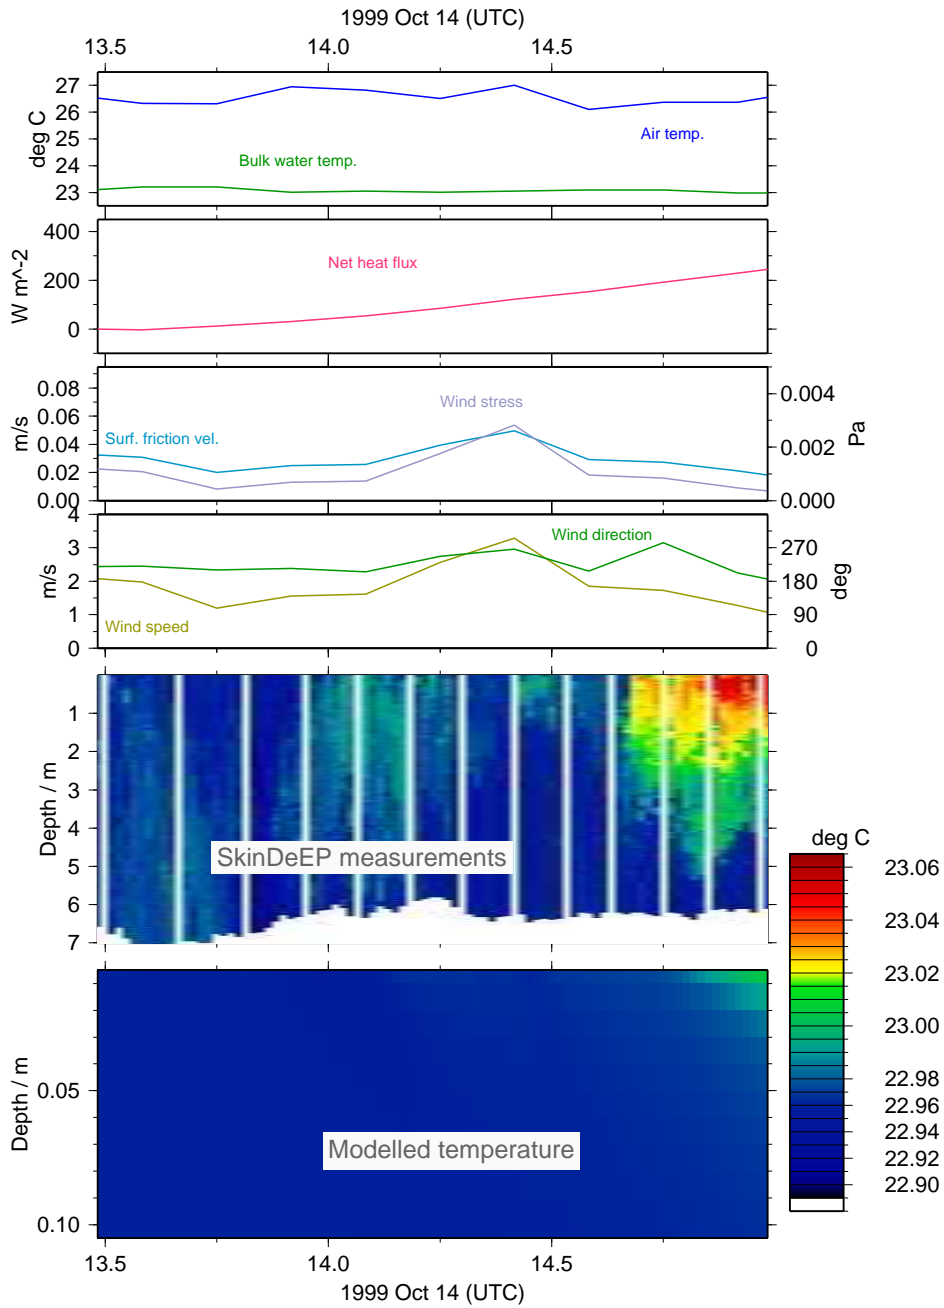 1999 Oct 14 (UTC)
13.5 14.0 14.5
27
26
25
24
23
deg C
Air temp.
Bulk water temp.
400
200
0
W m^-2
Net heat flux
0.08
0.06
0.04
0.02
0.00
m/s
Wind stress
Surf. friction vel.
0.004
0.002
0.000
Pa
4
3
2
1
0
m/s
Wind direction
Wind speed
270
180
90
0
deg
1
2
3
4
5
6
7
Depth / m
SkinDeEP measurements
deg C
23.06
23.04
23.02
23.00
22.98
22.96
22.94
22.92
22.90
0.05
0.10
Depth / m
Modelled temperature
13.5 14.0 14.5
1999 Oct 14 (UTC)